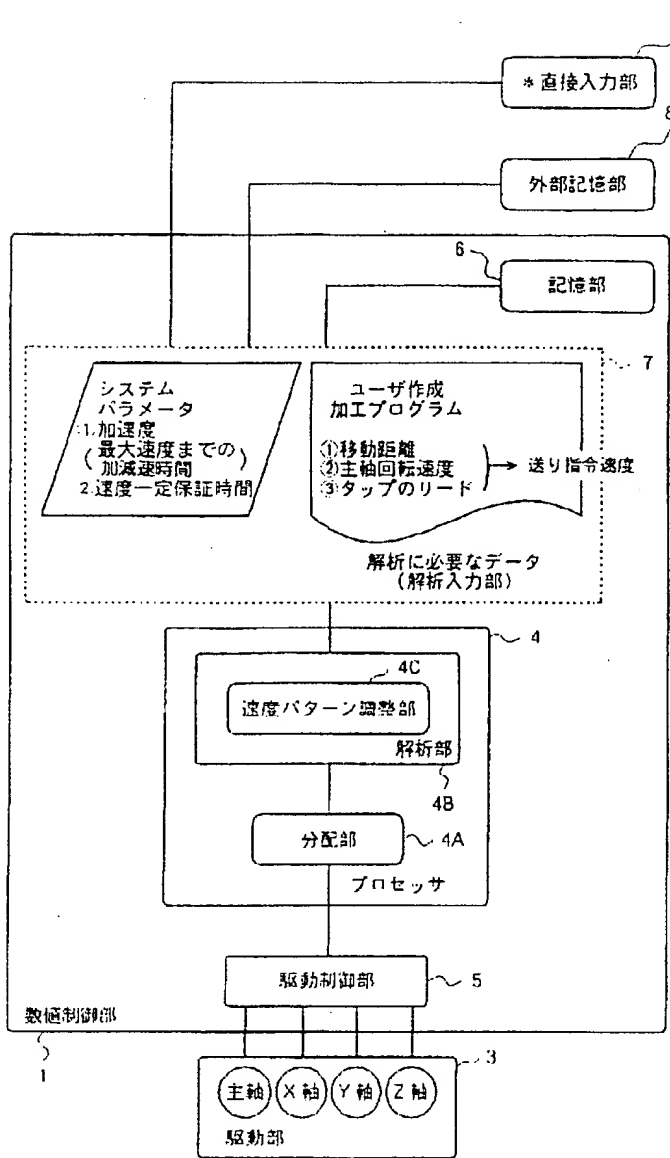 *直接入力部
8
外部記憶部
6
記憶部
7
システム
パラメータ
1.加速度
(最大速度までの
加減速時間)
2.速度一定保証時間
ユーザ作成
加工プログラム
①移動距離
②主軸回転速度
③タップのリード
→ 送り指令速度
解析に必要なデータ
(解析入力部)
4
4C
速度パターン調整部
解析部
4B
分配部
4A
プロセッサ
駆動制御部
5
数値制御部
1
3
主軸 X軸 Y軸 Z軸
駆動部